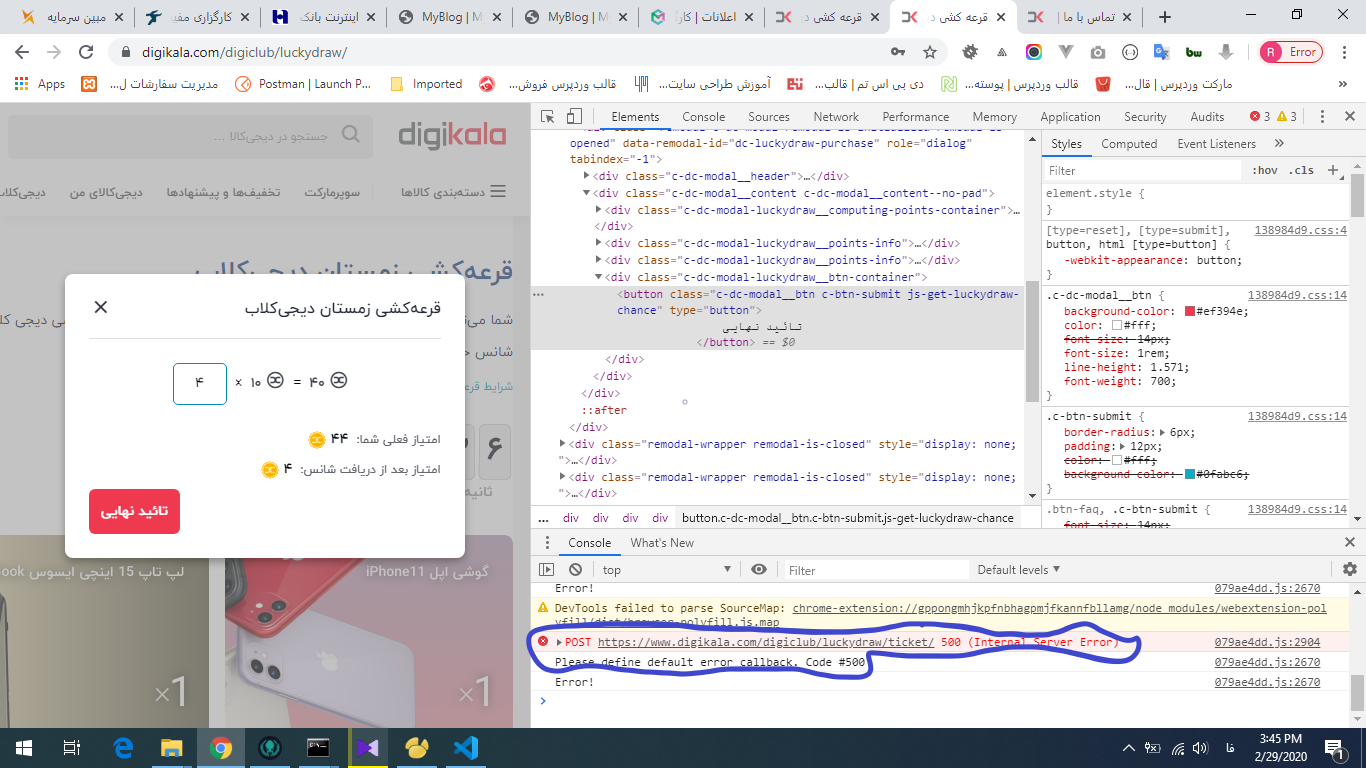 مبین سرمایه
کارگزاری مفید
اینترنت بانک
MyBlog | M
MyBlog | M
اعلانات | کارگ
قرعه کشی د
قرعه کشی د
تماس با ما |
digikala.com/digiclub/luckydraw/
R Error
Apps
مدیریت سفارشات ل...
Postman | Launch P...
Imported
قالب وردپرس فروش...
آموزش طراحی سایت...
دی بی اس تم | قالب...
قالب وردپرس | پوسته...
مارکت وردپرس | قال...
»
Elements Console Sources Network Performance Memory Application Security Audits 3 3
جستجو در دیجی‌کالا ...
digikala
دسته‌بندی کالاها
سوپرمارکت
تخفیف‌ها و پیشنهادها
دیجی‌کالای من
دیجی‌کلاب
قرعه‌کشی زمستان دیجی‌کلاب
قرعه‌کشی زمستان دیجی‌کلاب
۴ × ۱۰ = ۴۰
امتیاز فعلی شما: ۴۴
امتیاز بعد از دریافت شانس: ۴
تائید نهایی
شما می‌
ی دیجی ک
شانس
شرایط قرع
۶
ثانیه
گوشی اپل iPhone11
لپ تاپ 15 اینچی ایسوس
ook
×1
×1
opened" data-remodal-id="dc-luckydraw-purchase" role="dialog"
tabindex="-1">
<div class="c-dc-modal__header">…</div>
<div class="c-dc-modal__content c-dc-modal__content--no-pad">
<div class="c-dc-modal-luckydraw__computing-points-container">…
</div>
<div class="c-dc-modal-luckydraw__points-info">…</div>
<div class="c-dc-modal-luckydraw__points-info">…</div>
<div class="c-dc-modal-luckydraw__btn-container">
<button class="c-dc-modal__btn c-btn-submit js-get-luckydraw-
chance" type="button">
تائید نهایی
</button> == $0
</div>
</div>
</div>
::after
</div>
<div class="remodal-wrapper remodal-is-closed" style="display: none;
">…</div>
<div class="remodal-wrapper remodal-is-closed" style="display: none;
">…</div>
... div div div div button.c-dc-modal__btn.c-btn-submit.js-get-luckydraw-chance
Styles Computed Event Listeners »
Filter :hov .cls +
element.style {
}
[type=reset], [type=submit], 138984d9.css:4
button, html [type=button] {
-webkit-appearance: button;
}
.c-dc-modal__btn { 138984d9.css:14
background-color: #ef394e;
color: #fff;
font-size: 14px;
font-size: 1rem;
line-height: 1.571;
font-weight: 700;
}
.c-btn-submit { 138984d9.css:14
border-radius: 6px;
padding: 12px;
color: #fff;
background-color: #0fabc6;
}
.btn-faq, .c-btn-submit { 138984d9.css:14
font-size: 14px;
Console What's New
top Filter Default levels
Error! 079ae4dd.js:2670
DevTools failed to parse SourceMap: chrome-extension://gppongmhjkpfnbhagpmjfkannfbllamg/node_modules/webextension-pol
yfill/dist/browser-polyfill.js.map
POST https://www.digikala.com/digiclub/luckydraw/ticket/ 500 (Internal Server Error) 079ae4dd.js:2904
Please define default error callback. Code #500 079ae4dd.js:2670
Error! 079ae4dd.js:2670
فا
3:45 PM
2/29/2020
1